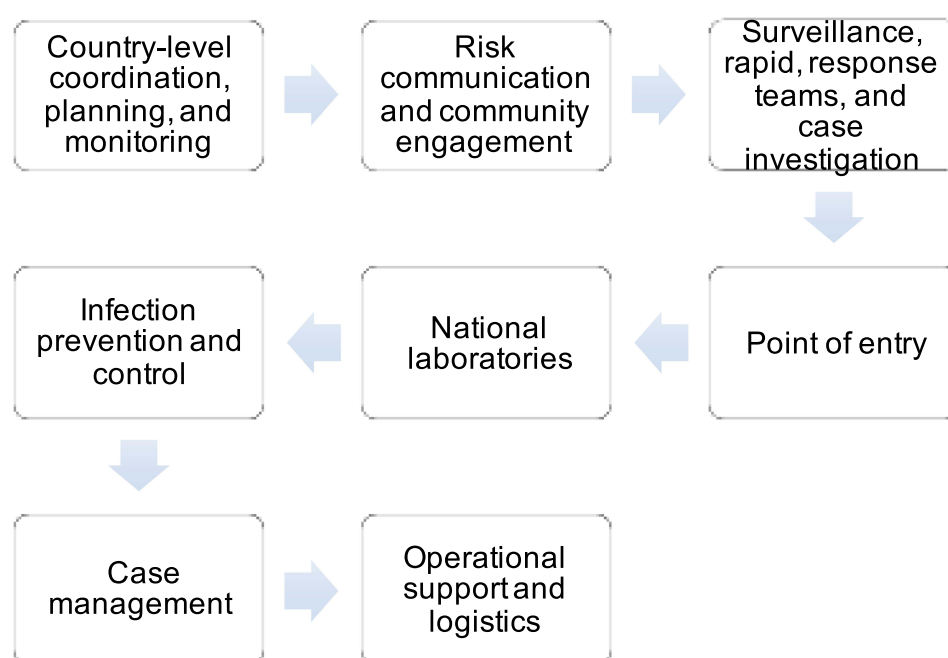 Country-level
coordination,
planning, and
monitoring
Risk
communication
and community
engagement
Surveillance,
rapid, response
teams, and
case
investigation
Point of entry
National
laboratories
Infection
prevention and
control
Case
management
Operational
support and
logistics